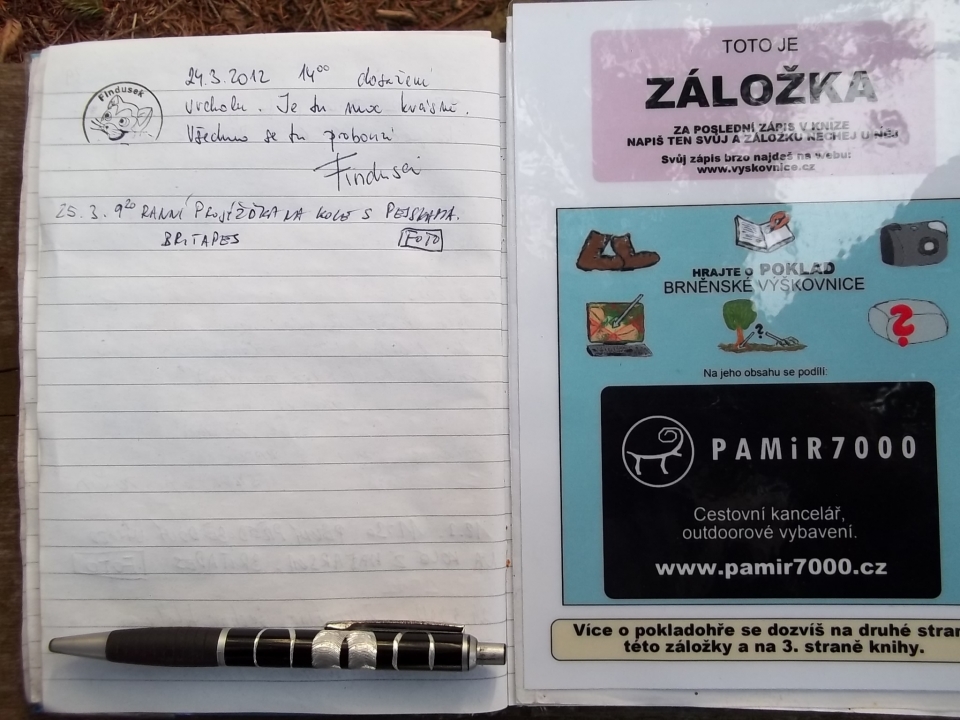 Findusek
24.3.2012 14⁰⁰ dosažení
vrcholu. Je tu moc krásně.
Všechno se tu probouzí
Findusek
25.3. 9²⁰ RANNÍ PROJÍŽĎKA NA KOLE S PEJSKAMA.
BRITAPES FOTO
TOTO JE
ZÁLOŽKA
ZA POSLEDNÍ ZÁPIS V KNIZE
NAPIŠ TEN SVŮJ A ZÁLOŽKU NECHEJ U NĚJ
Svůj zápis brzo najdeš na webu:
www.vyskovnice.cz
HRAJTE O POKLAD
BRNĚNSKÉ VÝŠKOVNICE
?
?
Na jeho obsahu se podílí:
PAMiR7000
Cestovní kancelář,
outdoorové vybavení.
www.pamir7000.cz
Více o pokladohře se dozvíš na druhé stran
této záložky a na 3. straně knihy.